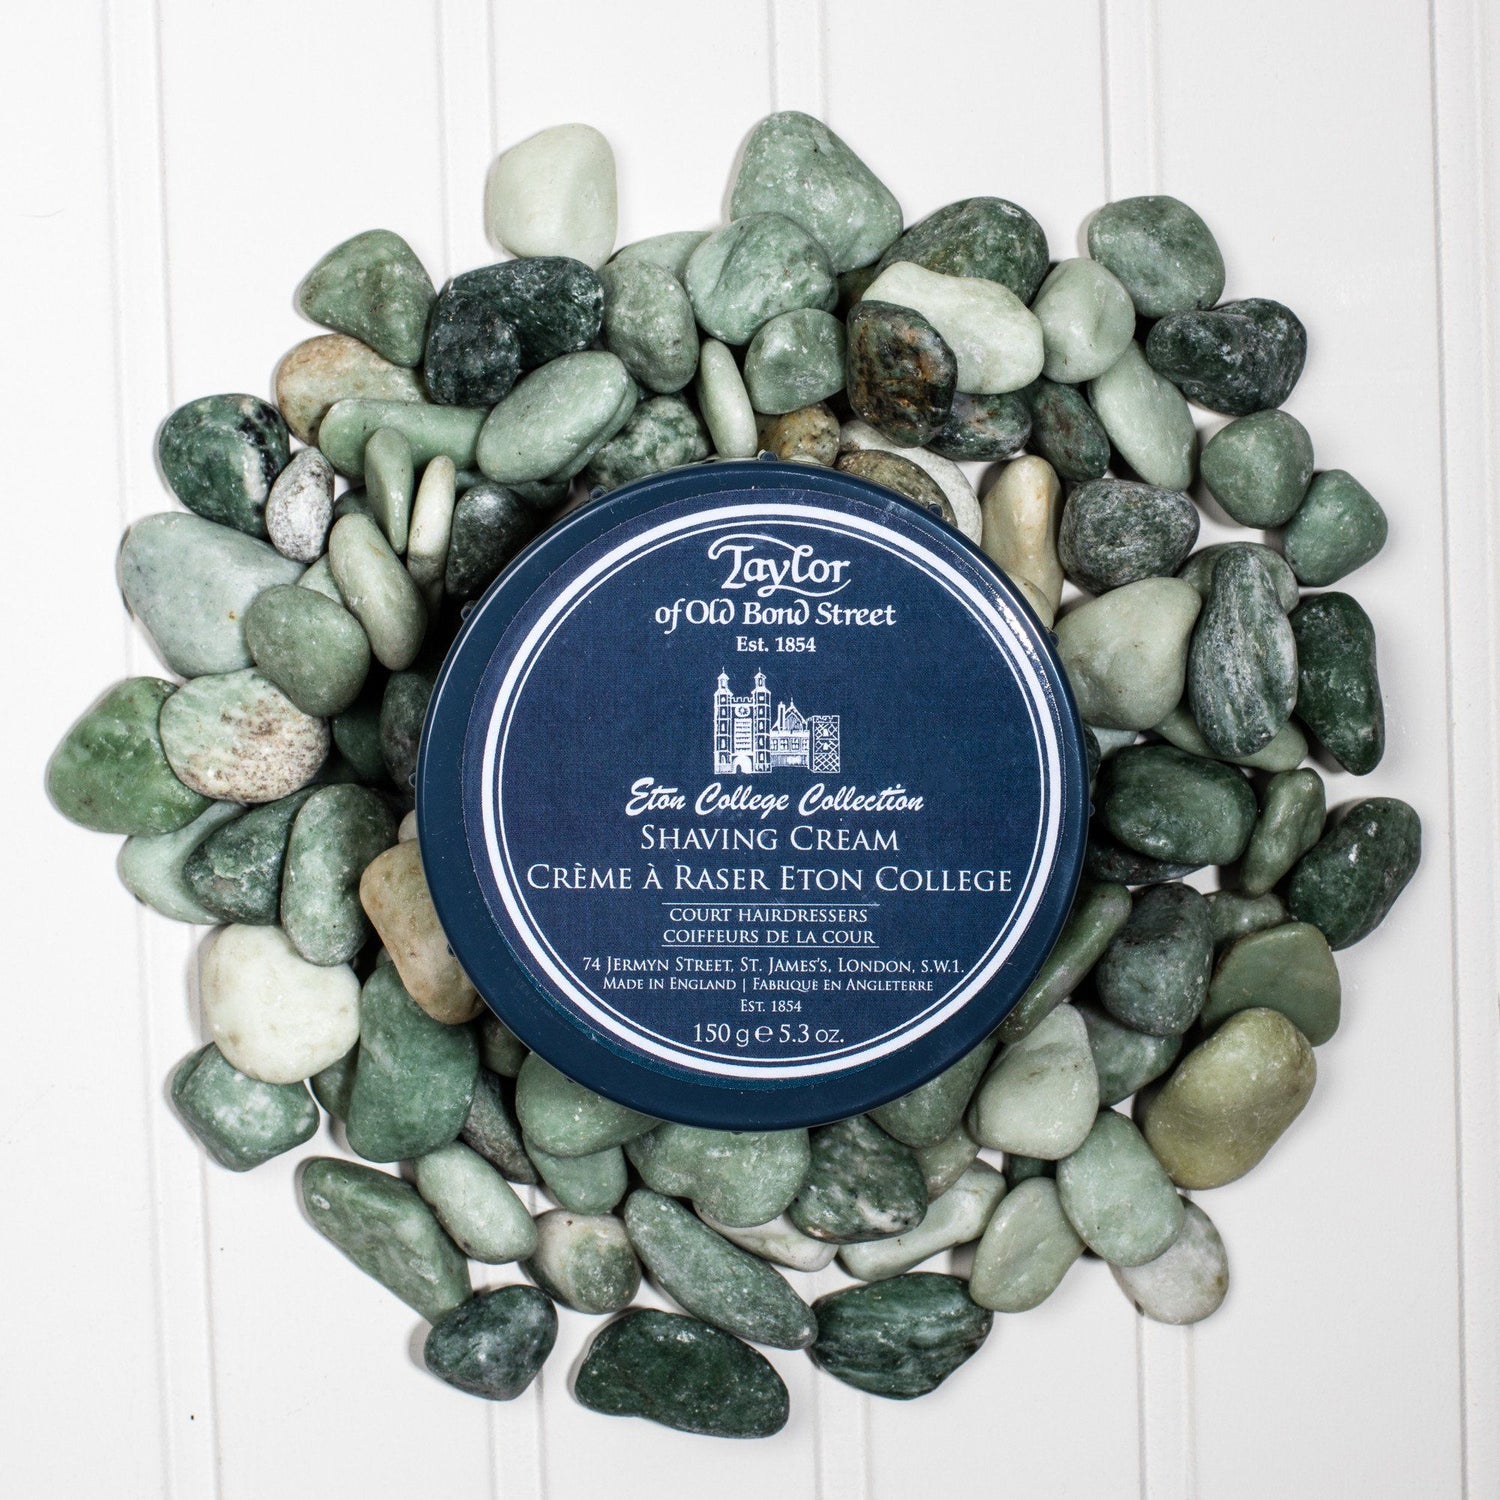 Taylor
of Old Bond Street
Est. 1854
Eton College Collection
Shaving Cream
Crème à Raser Eton College
Court Hairdressers
Coiffeurs de la Cour
74 Jermyn Street, St. James's, London, S.W.1.
Made in England | Fabriqué en Angleterre
Est. 1854
150 g ℮ 5.3 oz.